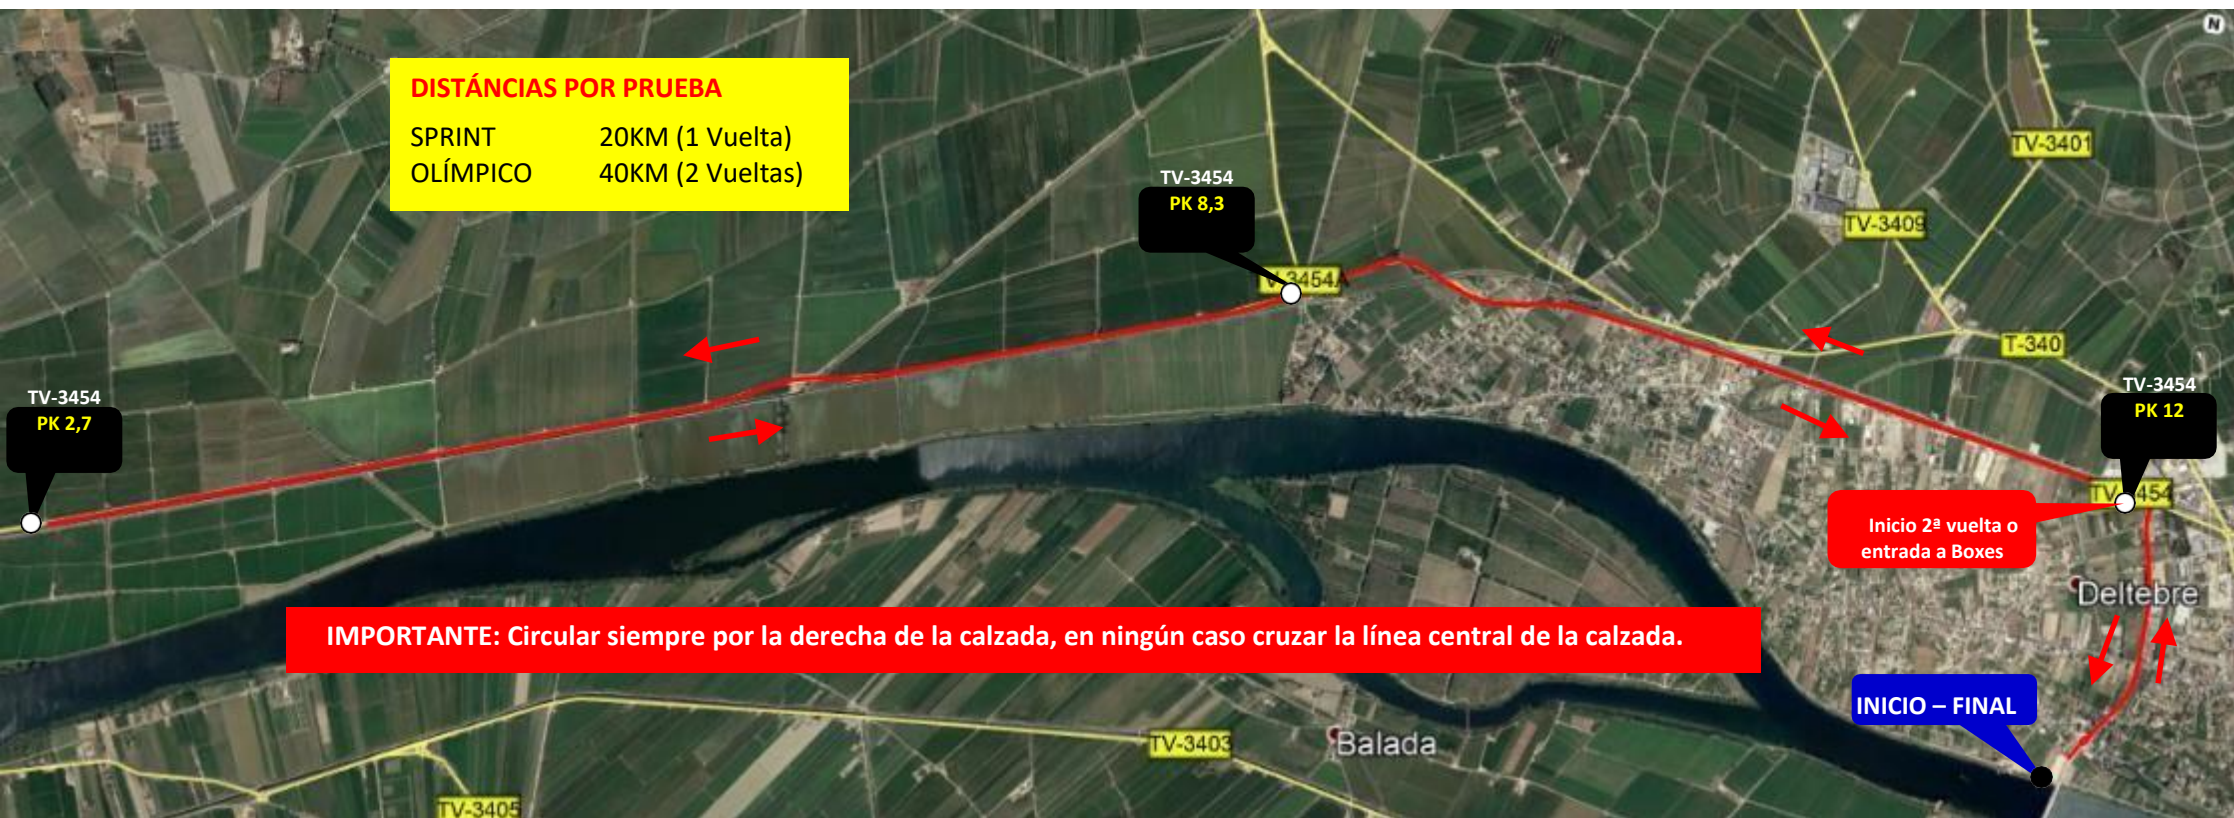 N
DISTÁNCIAS POR PRUEBA
SPRINT 20KM (1 Vuelta)
OLÍMPICO 40KM (2 Vueltas)
TV-3401
TV-3454
PK 8,3
TV-3409
3454A
T-340
TV-3454
PK 2,7
TV-3454
PK 12
TV 454
Inicio 2ª vuelta o
entrada a Boxes
Deltebre
IMPORTANTE: Circular siempre por la derecha de la calzada, en ningún caso cruzar la línea central de la calzada.
INICIO – FINAL
TV-3403
Balada
TV-3405